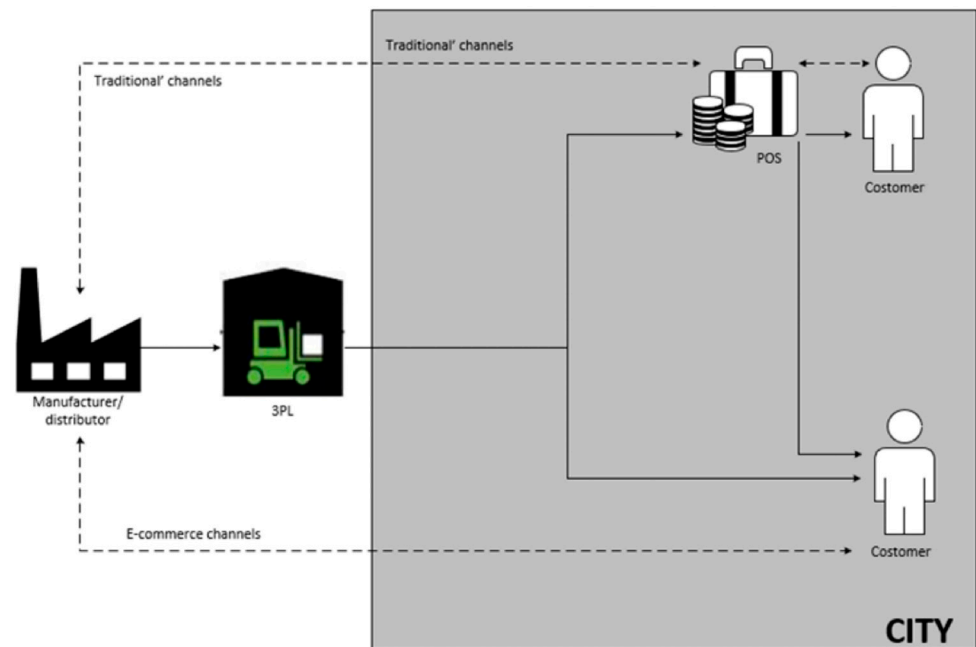 Traditional' channels
Traditional' channels
POS
Costomer
Manufacturer/
distributor
3PL
E-commerce channels
Costomer
CITY